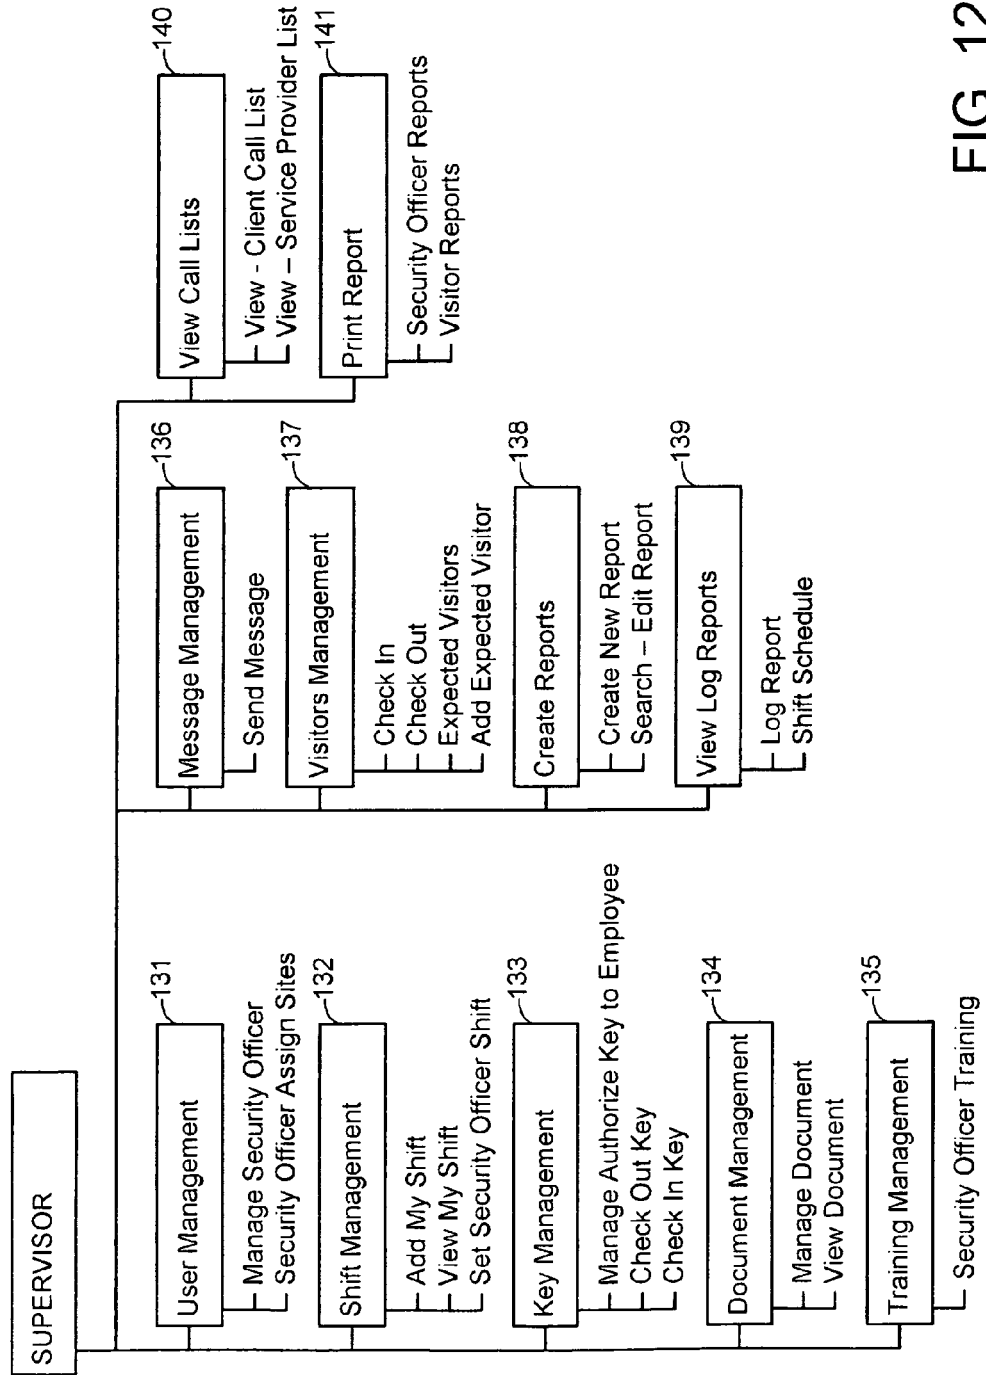 SUPERVISOR
User Management
131
Manage Security Officer
Security Officer Assign Sites
Shift Management
132
Add My Shift
View My Shift
Set Security Officer Shift
Key Management
133
Manage Authorize Key to Employee
Check Out Key
Check In Key
Document Management
134
Manage Document
View Document
Training Management
135
Security Officer Training
Message Management
136
Send Message
Visitors Management
137
Check In
Check Out
Expected Visitors
Add Expected Visitor
Create Reports
138
Create New Report
Search – Edit Report
View Log Reports
139
Log Report
Shift Schedule
View Call Lists
140
View - Client Call List
View – Service Provider List
Print Report
141
Security Officer Reports
Visitor Reports
FIG. 12